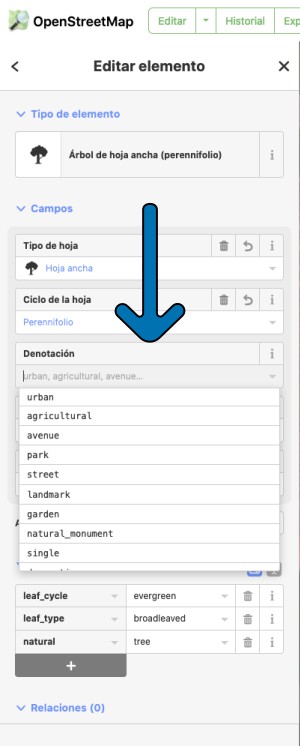 OpenStreetMap
Editar
Historial
Exp
Editar elemento
Tipo de elemento
Árbol de hoja ancha (perennifolio)
Campos
Tipo de hoja
Hoja ancha
Ciclo de la hoja
Perennifolio
Denotación
urban, agricultural, avenue...
urban
agricultural
avenue
park
street
landmark
garden
natural_monument
single
leaf_cycle evergreen
leaf_type broadleaved
natural tree
+
Relaciones (0)